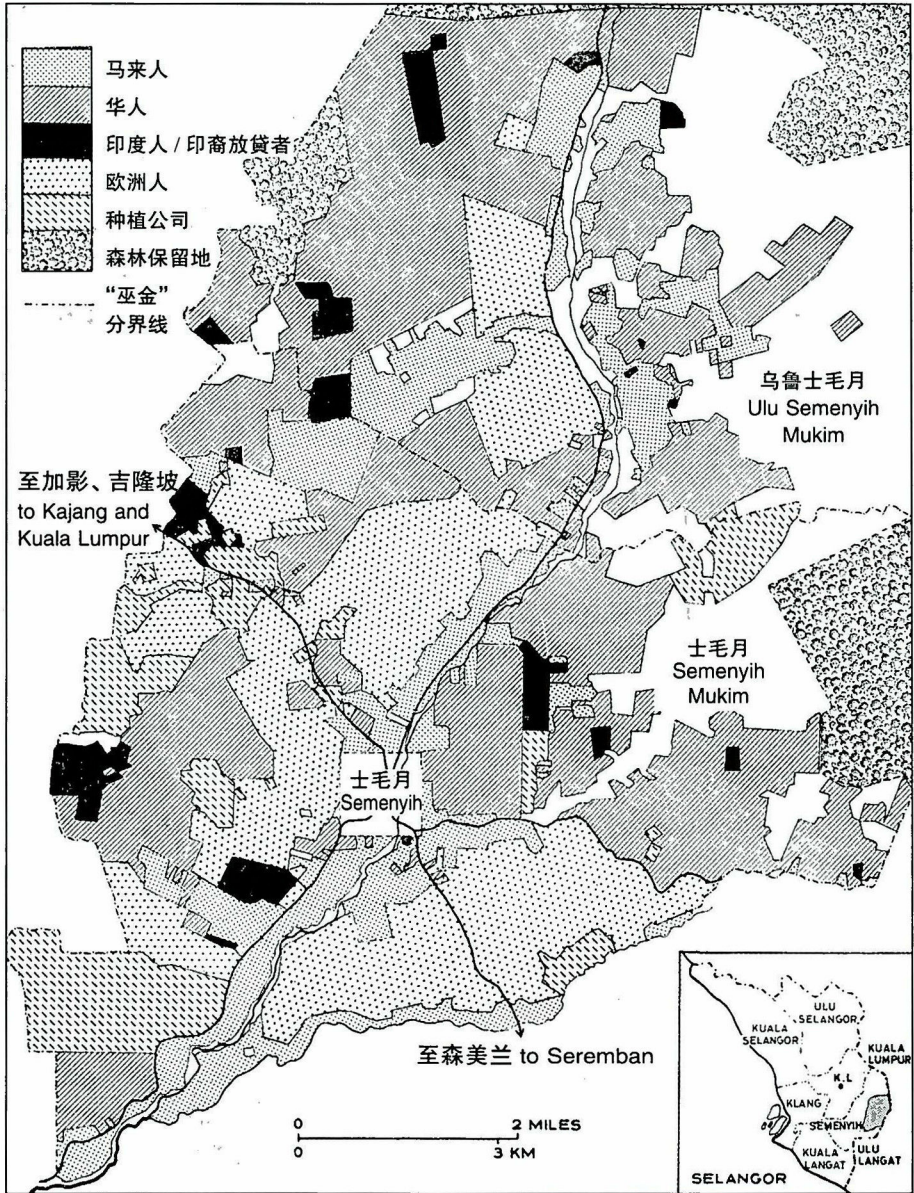 马来人
华人
印度人 / 印裔放贷者
欧洲人
种植公司
森林保留地
“巫金”
分界线
乌鲁士毛月
Ulu Semenyih
Mukim
至加影、吉隆坡
to Kajang and
Kuala Lumpur
士毛月
Semenyih
Mukim
士毛月
Semenyih
至森美兰 to Seremban
0 2 MILES
0 3 KM
ULU
SELANGOR
KUALA
SELANGOR
KUALA
LUMPUR
K.L
KLANG
SEMENYIH
KUALA
LANGAT
ULU
LANGAT
SELANGOR